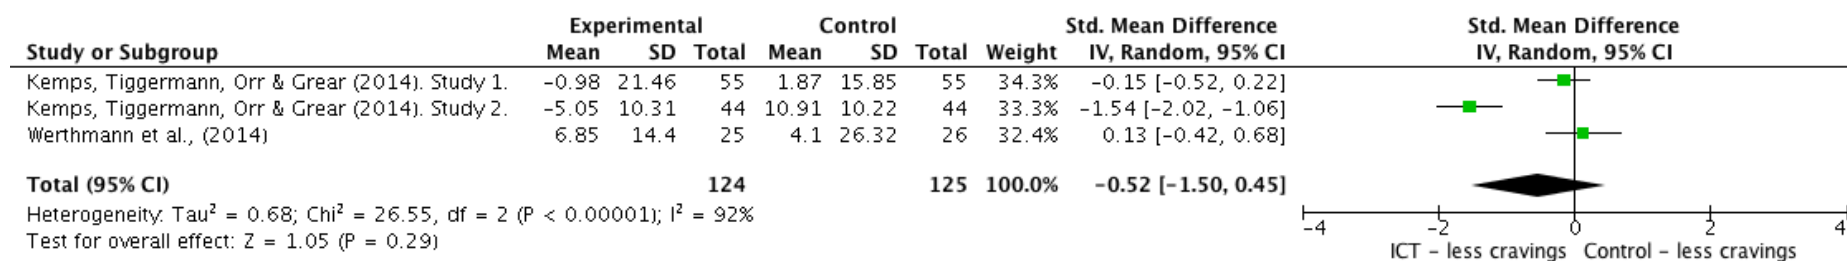 Experimental Control Std. Mean Difference Std. Mean Difference
Study or Subgroup Mean SD Total Mean SD Total Weight IV, Random, 95% CI IV, Random, 95% CI
Kemps, Tiggermann, Orr & Grear (2014). Study 1. -0.98 21.46 55 1.87 15.85 55 34.3% -0.15 [-0.52, 0.22]
Kemps, Tiggermann, Orr & Grear (2014). Study 2. -5.05 10.31 44 10.91 10.22 44 33.3% -1.54 [-2.02, -1.06]
Werthmann et al., (2014) 6.85 14.4 25 4.1 26.32 26 32.4% 0.13 [-0.42, 0.68]
Total (95% CI) 124 125 100.0% -0.52 [-1.50, 0.45]
Heterogeneity: Tau² = 0.68; Chi² = 26.55, df = 2 (P < 0.00001); I² = 92%
Test for overall effect: Z = 1.05 (P = 0.29)
-4 -2 0 2 4
ICT - less cravings Control - less cravings